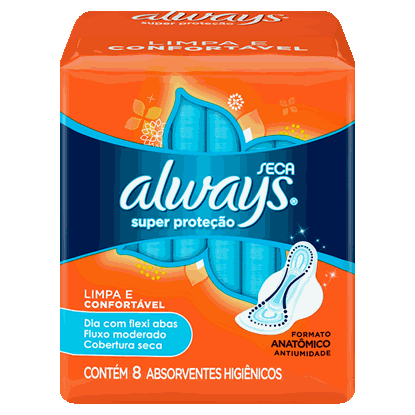 LIMPA E
CONFORTÁVEL
SECA
always®
super proteção
LIMPA E
CONFORTÁVEL
Dia com flexi abas
Fluxo moderado
Cobertura seca
FORMATO
ANATÔMICO
ANTIUMIDADE
CONTÉM 8 ABSORVENTES HIGIÊNICOS